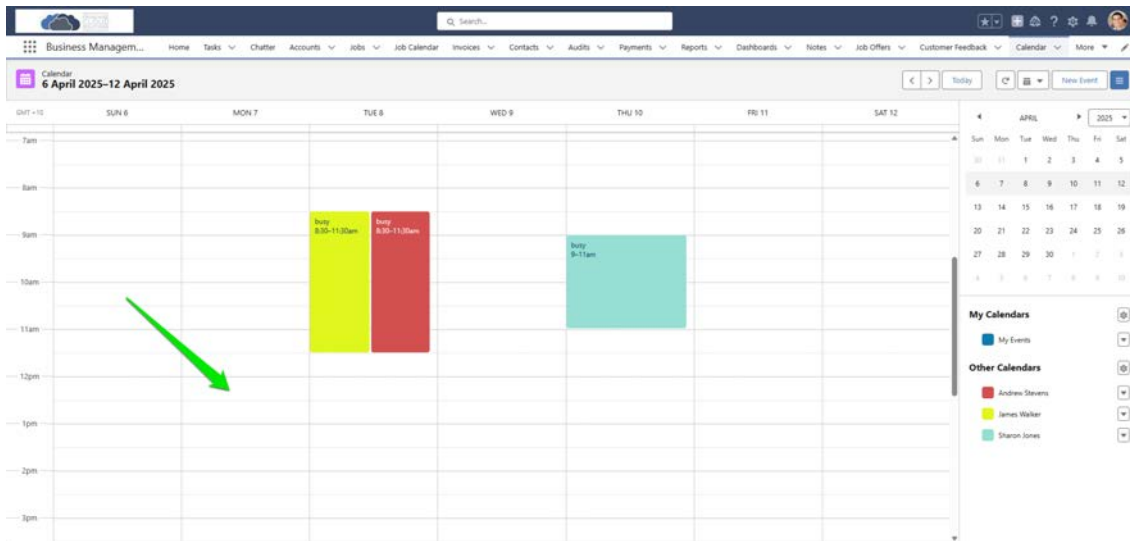 Search...
Business Managem... Home Tasks Chatter Accounts Jobs Job Calendar Invoices Contacts Audits Payments Reports Dashboards Notes Job Offers Customer Feedback Calendar More
Calendar
6 April 2025–12 April 2025
Today New Event
SUN 6 MON 7 TUE 8 WED 9 THU 10 FRI 11 SAT 12
7am
8am
9am
10am
11am
12pm
1pm
2pm
3pm
busy
8:30–11:30am
busy
8:30–11:30am
busy
9–11am
APRIL 2025
Sun Mon Tue Wed Thu Fri Sat
30 31 1 2 3 4 5
6 7 8 9 10 11 12
13 14 15 16 17 18 19
20 21 22 23 24 25 26
27 28 29 30 1 2 3
4 5 6 7 8 9 10
My Calendars
My Events
Other Calendars
Andrew Stevens
James Walker
Sharon Jones